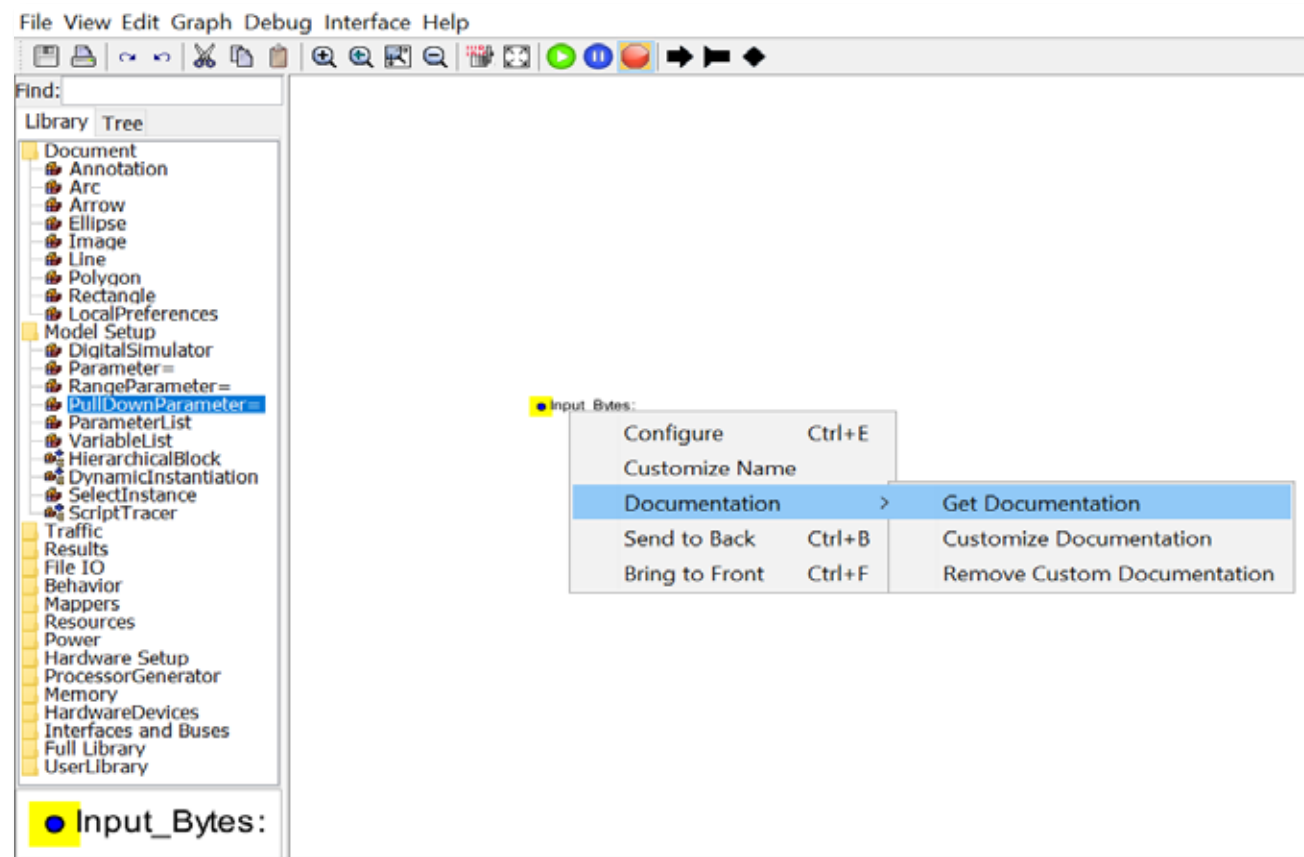 File View Edit Graph Debug Interface Help
Find:
Library Tree
Document
Annotation
Arc
Arrow
Ellipse
Image
Line
Polygon
Rectangle
LocalPreferences
Model Setup
DigitalSimulator
Parameter=
RangeParameter=
PullDownParameter=
ParameterList
VariableList
HierarchicalBlock
DynamicInstantiation
SelectInstance
ScriptTracer
Traffic
Results
File IO
Behavior
Mappers
Resources
Power
Hardware Setup
ProcessorGenerator
Memory
HardwareDevices
Interfaces and Buses
Full Library
UserLibrary
Input_Bytes:
Input_Bytes:
Configure Ctrl+E
Customize Name
Documentation >
Send to Back Ctrl+B
Bring to Front Ctrl+F
Get Documentation
Customize Documentation
Remove Custom Documentation